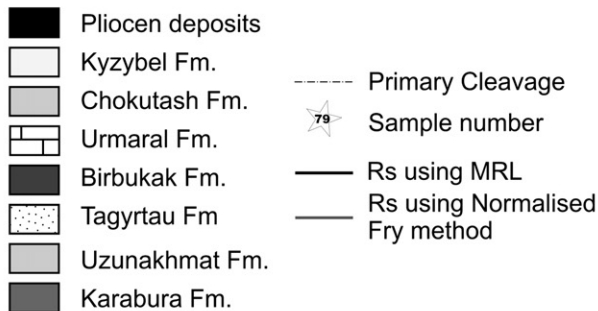 Pliocen deposits
Kyzybel Fm.
Chokutash Fm.
Urmaral Fm.
Birbukak Fm.
Tagyrtau Fm
Uzunakhmat Fm.
Karabura Fm.
Primary Cleavage
79 Sample number
Rs using MRL
Rs using Normalised
Fry method